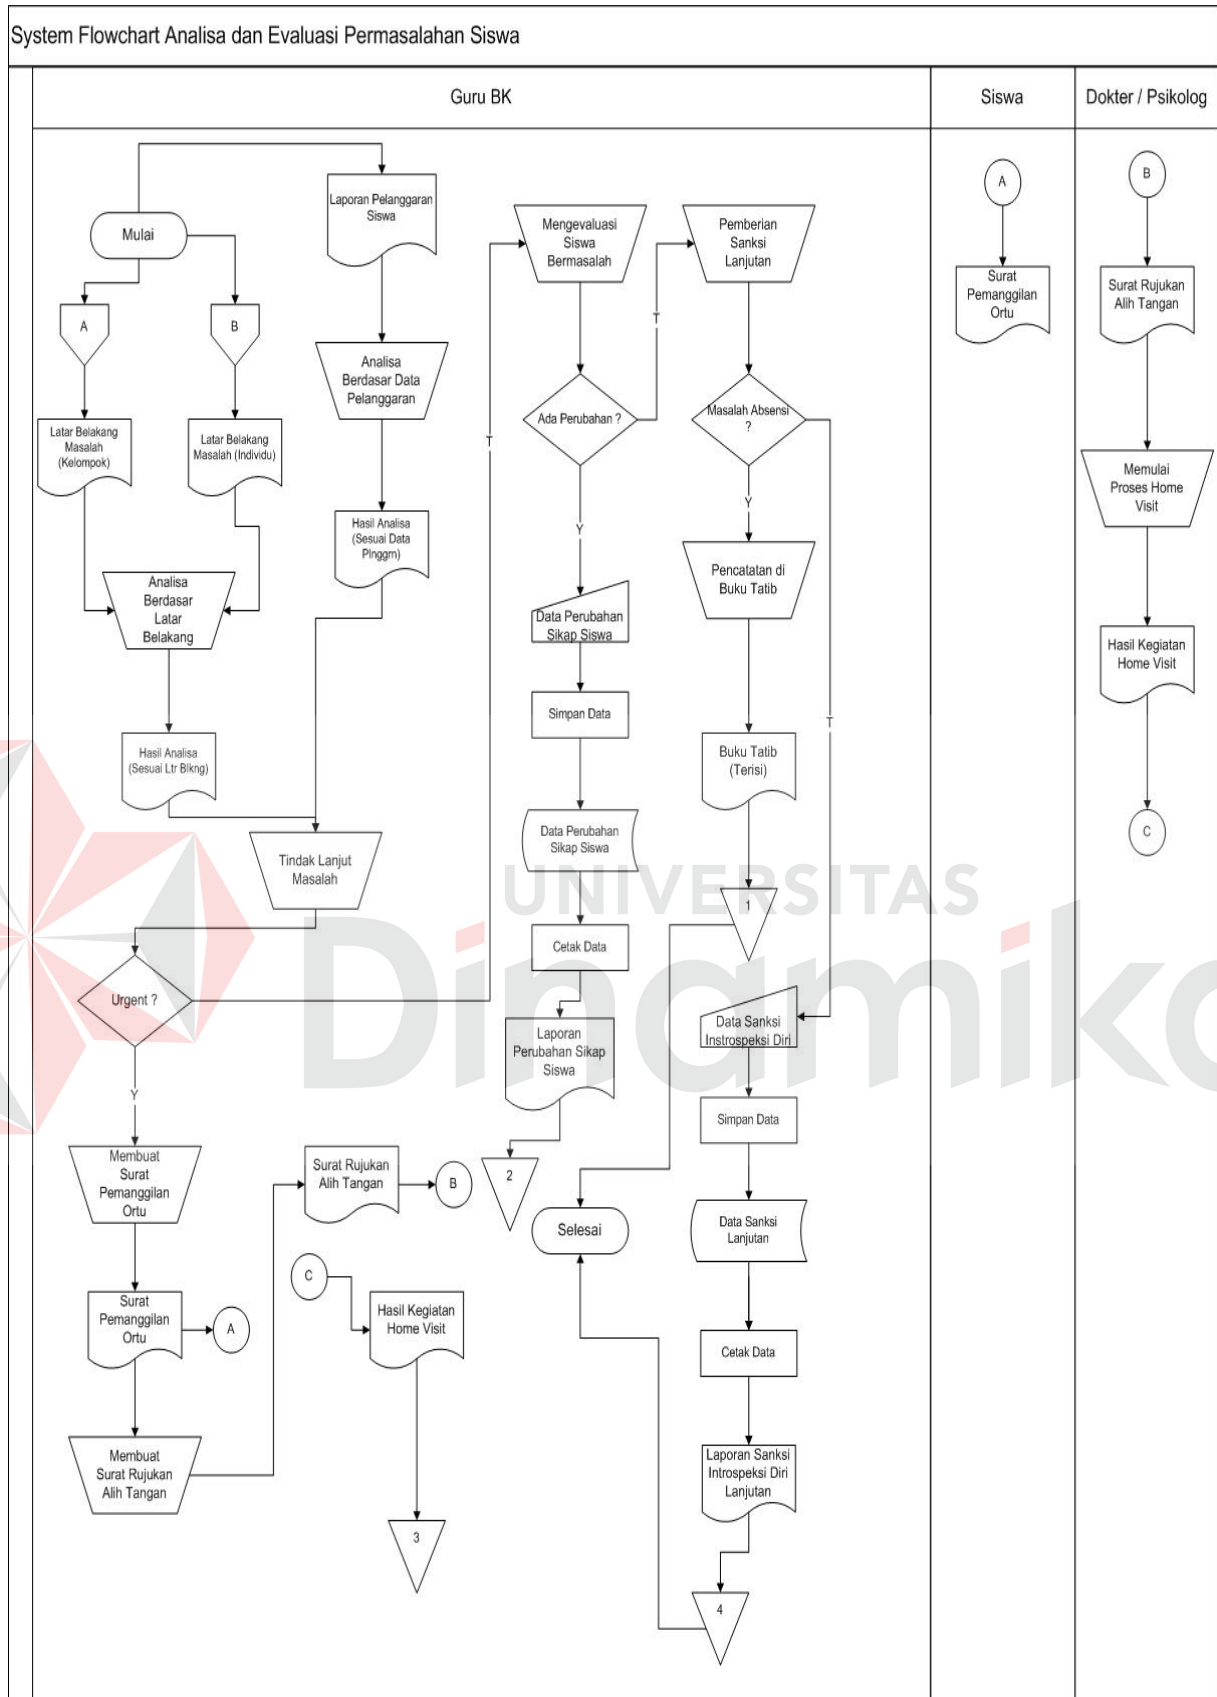 System Flowchart Analisa dan Evaluasi Permasalahan Siswa
Guru BK
Siswa
Dokter / Psikolog
Mulai
Laporan Pelanggaran
Siswa
A
B
Latar Belakang
Masalah
(Kelompok)
Latar Belakang
Masalah (Individu)
Analisa
Berdasar Data
Pelanggaran
Hasil Analisa
(Sesuai Data
Plnggrn)
Analisa
Berdasar
Latar
Belakang
Hasil Analisa
(Sesuai Ltr Blkng)
Tindak Lanjut
Masalah
Urgent ?
T
Y
Membuat
Surat
Pemanggilan
Ortu
Surat
Pemanggilan
Ortu
A
Membuat
Surat Rujukan
Alih Tangan
Surat Rujukan
Alih Tangan
B
C
Hasil Kegiatan
Home Visit
3
Mengevaluasi
Siswa
Bermasalah
Ada Perubahan ?
T
Y
Data Perubahan
Sikap Siswa
Simpan Data
Data Perubahan
Sikap Siswa
Cetak Data
Laporan
Perubahan Sikap
Siswa
2
Selesai
Pemberian
Sanksi
Lanjutan
Masalah Absensi
?
Y
T
Pencatatan di
Buku Tatib
Buku Tatib
(Terisi)
1
Data Sanksi
Instrospeksi Diri
Simpan Data
Data Sanksi
Lanjutan
Cetak Data
Laporan Sanksi
Introspeksi Diri
Lanjutan
4
A
Surat
Pemanggilan
Ortu
B
Surat Rujukan
Alih Tangan
Memulai
Proses Home
Visit
Hasil Kegiatan
Home Visit
C
UNIVERSITAS
Dinamika